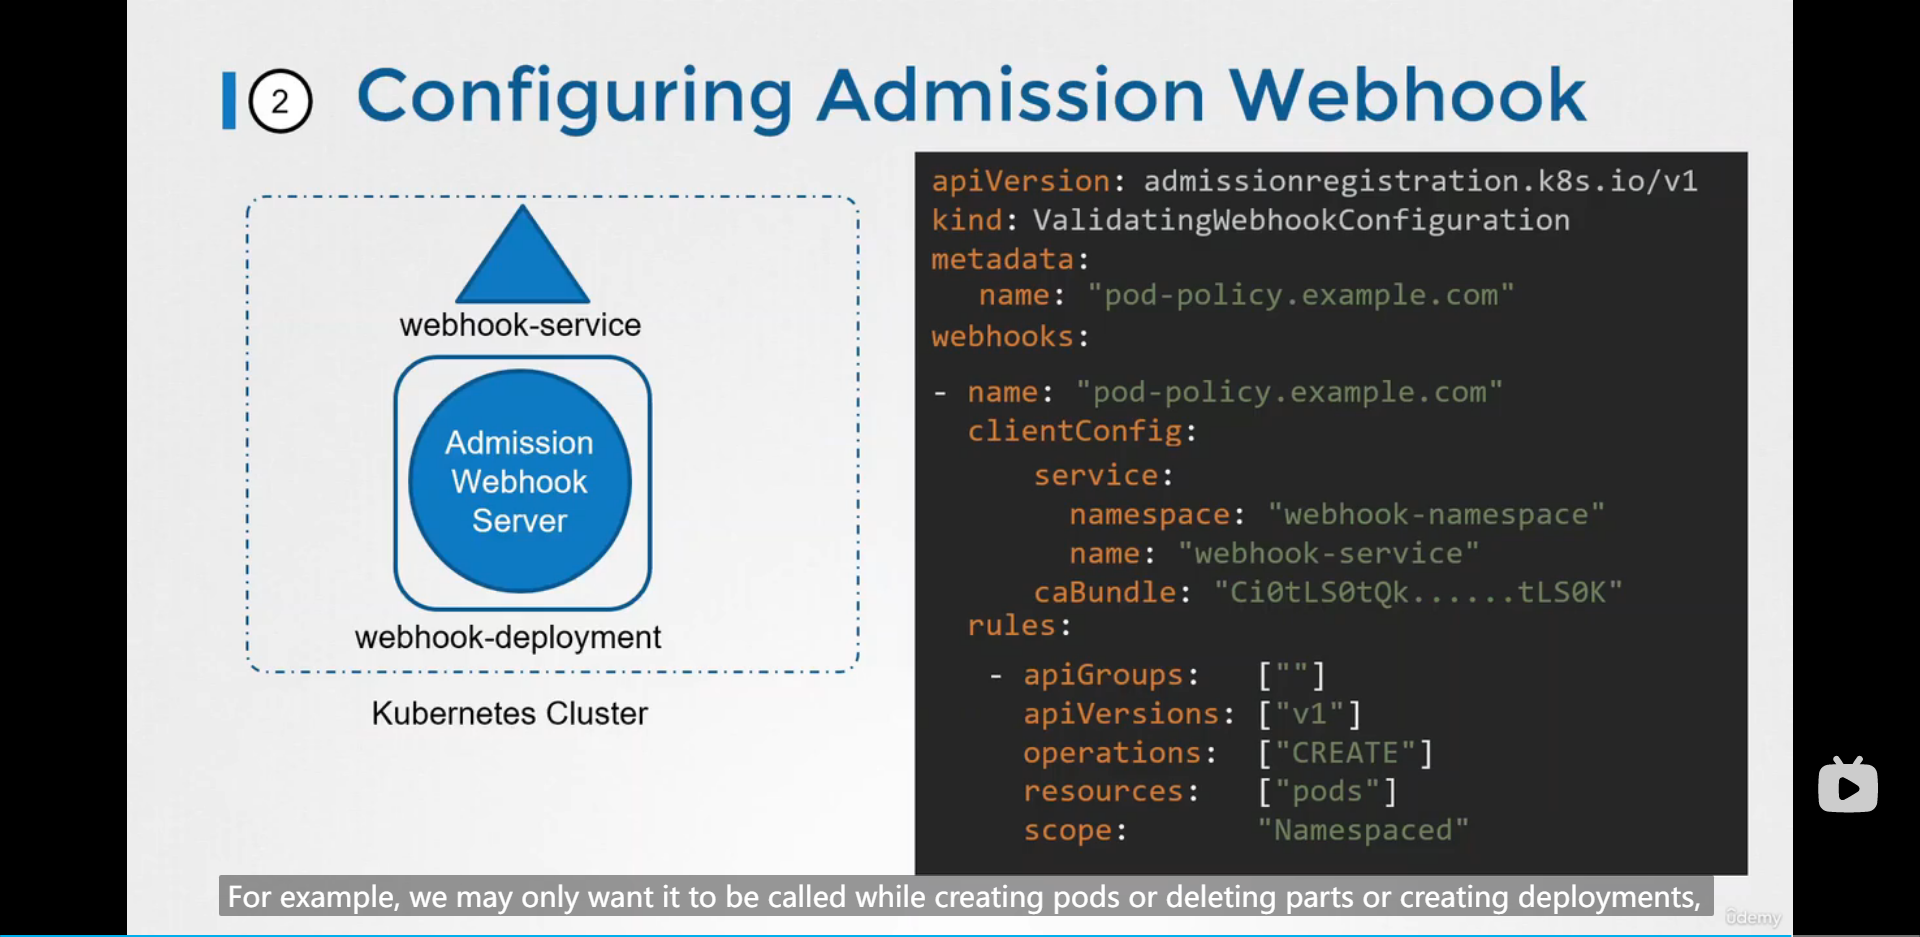 2
Configuring Admission Webhook
webhook-service
Admission
Webhook
Server
webhook-deployment
Kubernetes Cluster
apiVersion: admissionregistration.k8s.io/v1
kind: ValidatingWebhookConfiguration
metadata:
name: "pod-policy.example.com"
webhooks:
- name: "pod-policy.example.com"
clientConfig:
service:
namespace: "webhook-namespace"
name: "webhook-service"
caBundle: "Ci0tLS0tQk......tLS0K"
rules:
- apiGroups: [""]
apiVersions: ["v1"]
operations: ["CREATE"]
resources: ["pods"]
scope: "Namespaced"
For example, we may only want it to be called while creating pods or deleting parts or creating deployments,
ûdemy